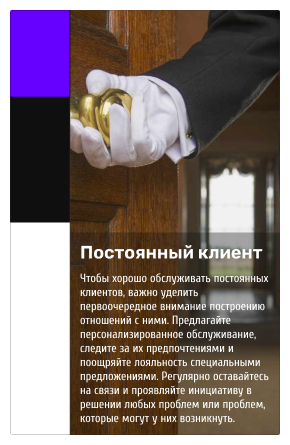 Постоянный клиент
Чтобы хорошо обслуживать постоянных
клиентов, важно уделить
первоочередное внимание построению
отношений с ними. Предлагайте
персонализированное обслуживание,
следите за их предпочтениями и
поощряйте лояльность специальными
предложениями. Регулярно оставайтесь
на связи и проявляйте инициативу в
решении любых проблем или проблем,
которые могут у них возникнуть.